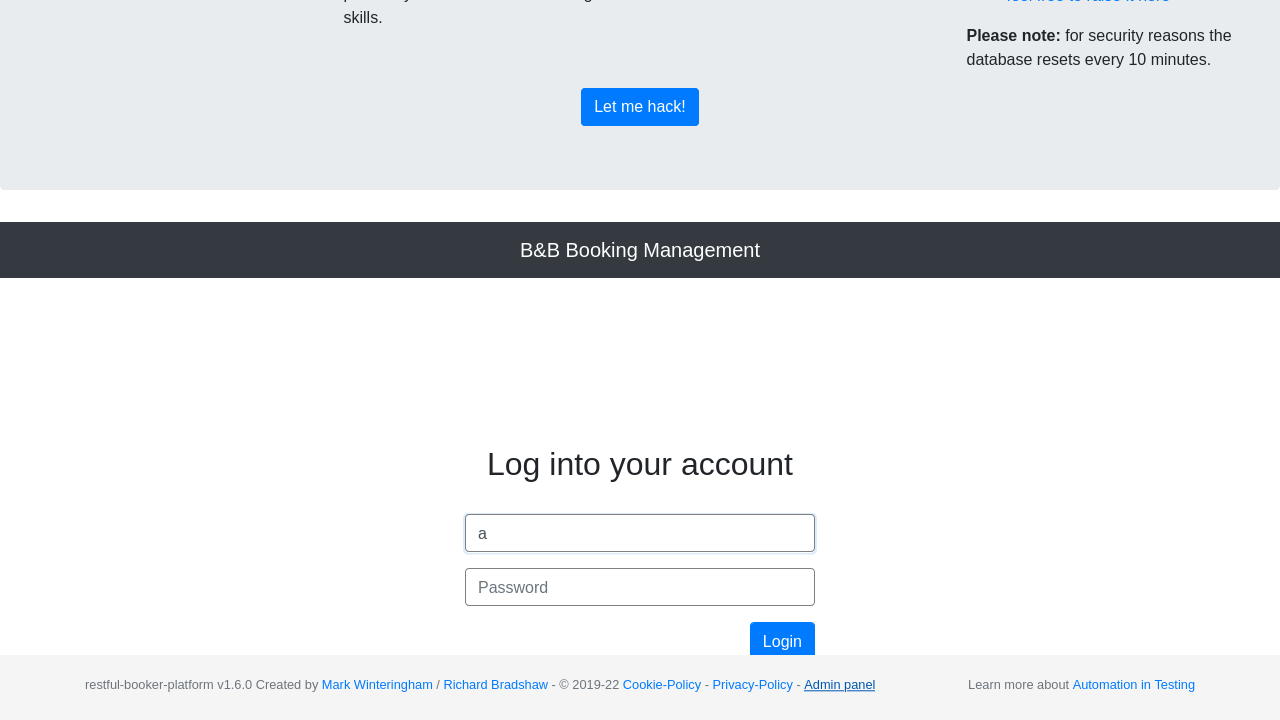 skills.
Please note: for security reasons the
database resets every 10 minutes.
Let me hack!
B&B Booking Management
Log into your account
a
Password
Login
restful-booker-platform v1.6.0 Created by Mark Winteringham / Richard Bradshaw - © 2019-22 Cookie-Policy - Privacy-Policy - Admin panel
Learn more about Automation in Testing